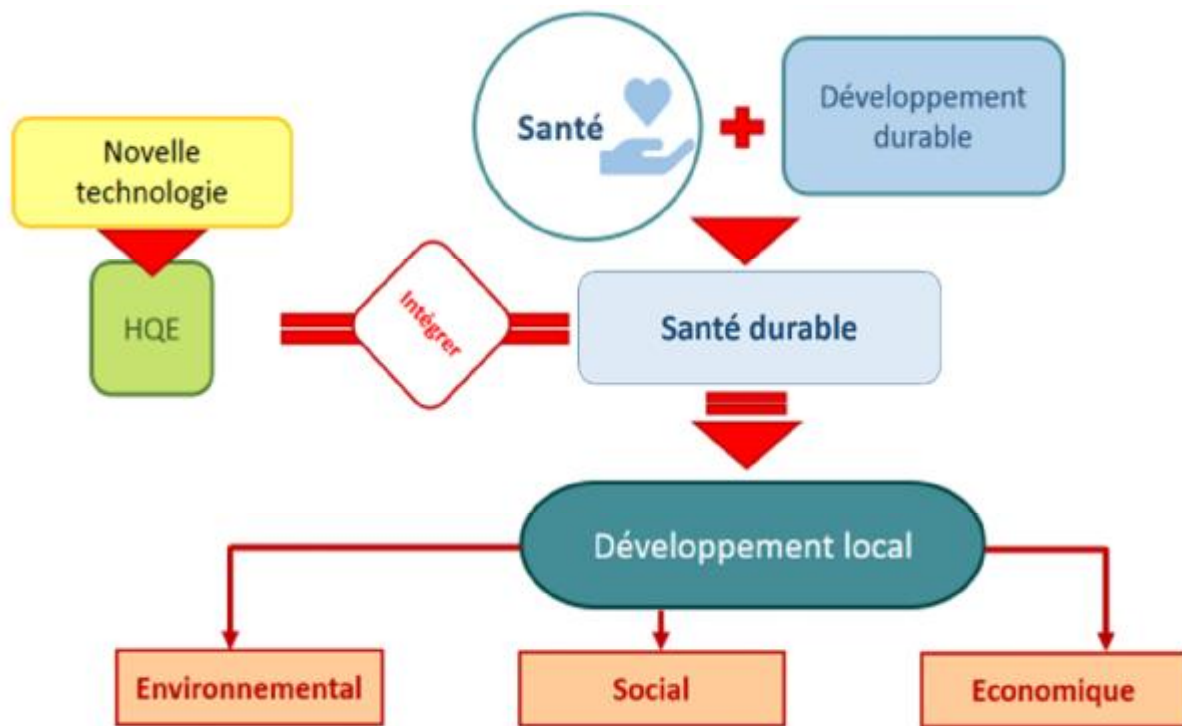 Santé
Développement
durable
Novelle
technologie
HQE
Intégrer
Santé durable
Développement local
Environnemental
Social
Economique